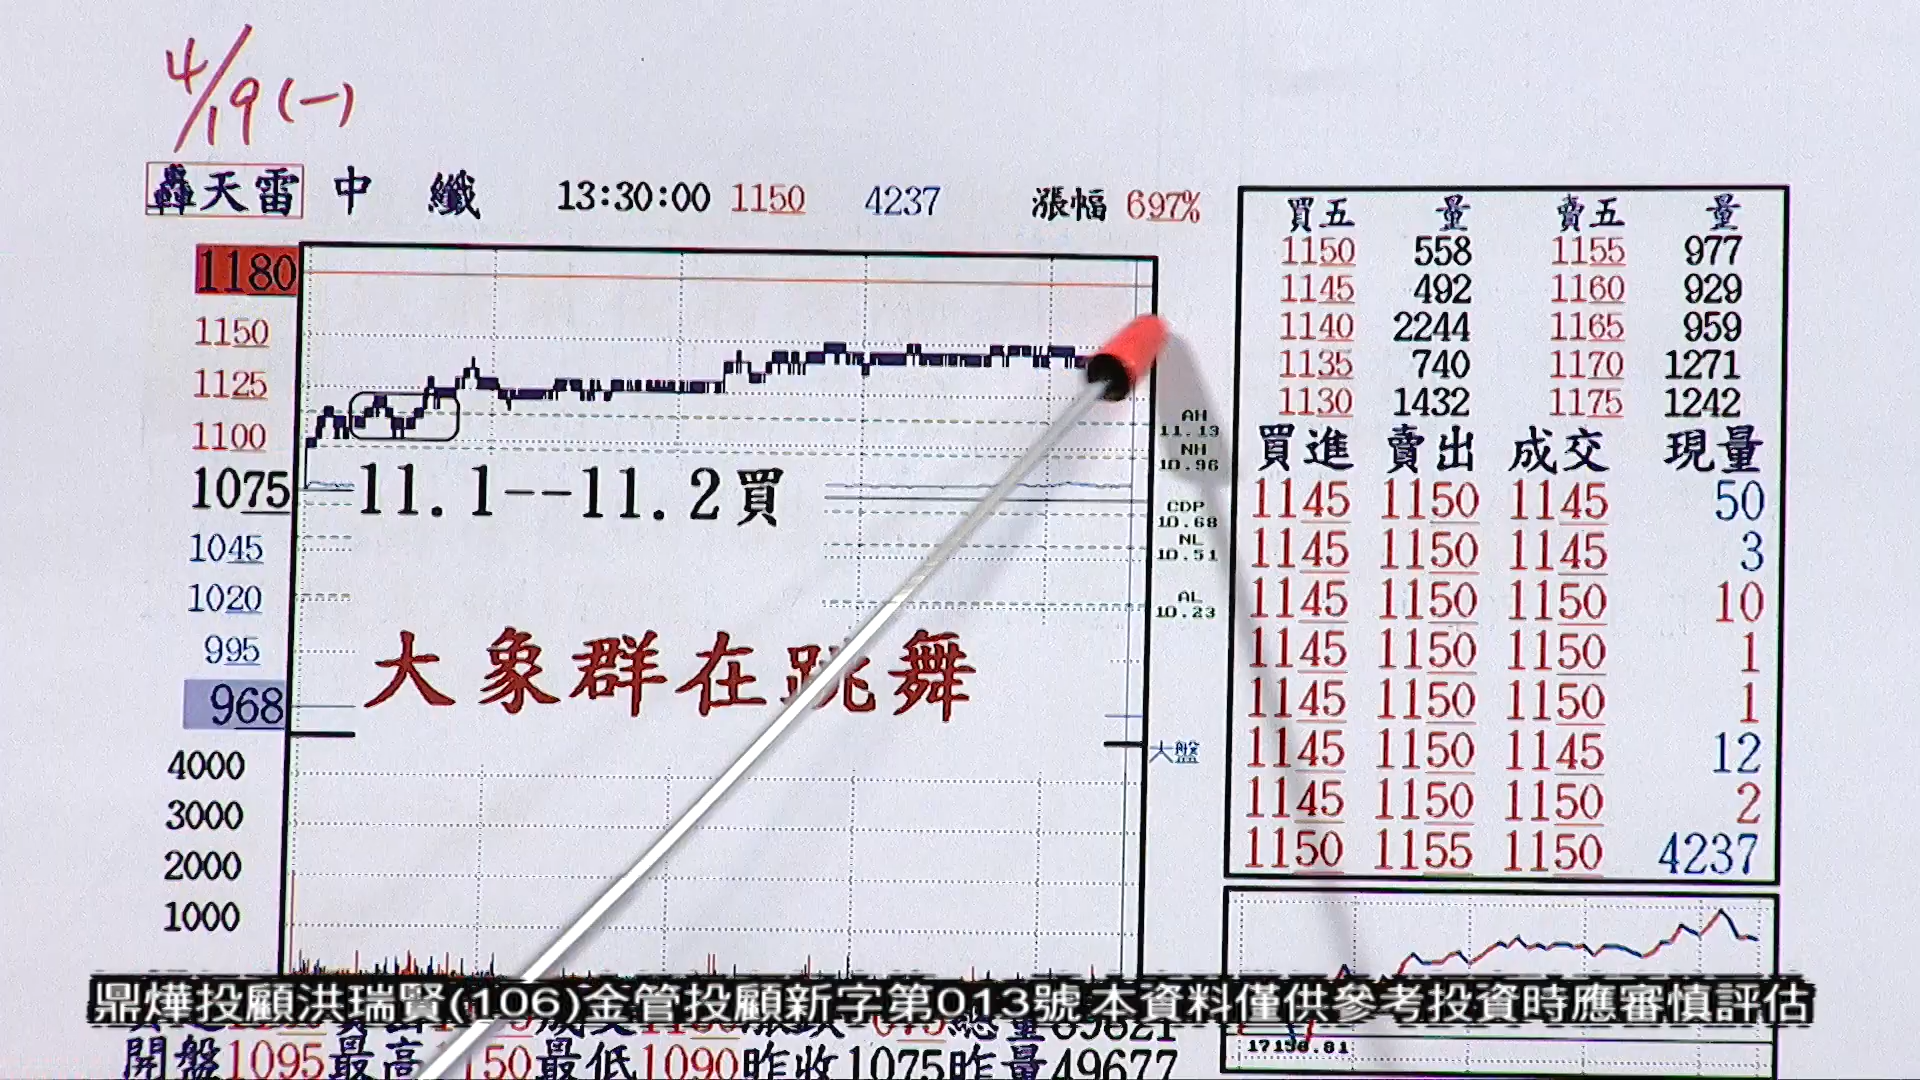 4/19(一)
轟天雷 中 纖 13:30:00 1150 4237 漲幅 6.97%
1180
1150
1125
1100
1075
1045
1020
995
968
4000
3000
2000
1000
11.1--11.2買
大象群在跳舞
AH
11.13
NH
10.96
CDP
10.68
NL
10.51
AL
10.23
大盤
買五 量 賣五 量
1150 558 1155 977
1145 492 1160 929
1140 2244 1165 959
1135 740 1170 1271
1130 1432 1175 1242
買進 賣出 成交 現量
1145 1150 1145 50
1145 1150 1145 3
1145 1150 1150 10
1145 1150 1150 1
1145 1150 1150 1
1145 1150 1145 12
1145 1150 1150 2
1150 1155 1150 4237
鼎燁投顧洪瑞賢(106)金管投顧新字第013號 本資料僅供參考投資時應審慎評估
開盤1095最高1150最低1090昨收1075昨量49677